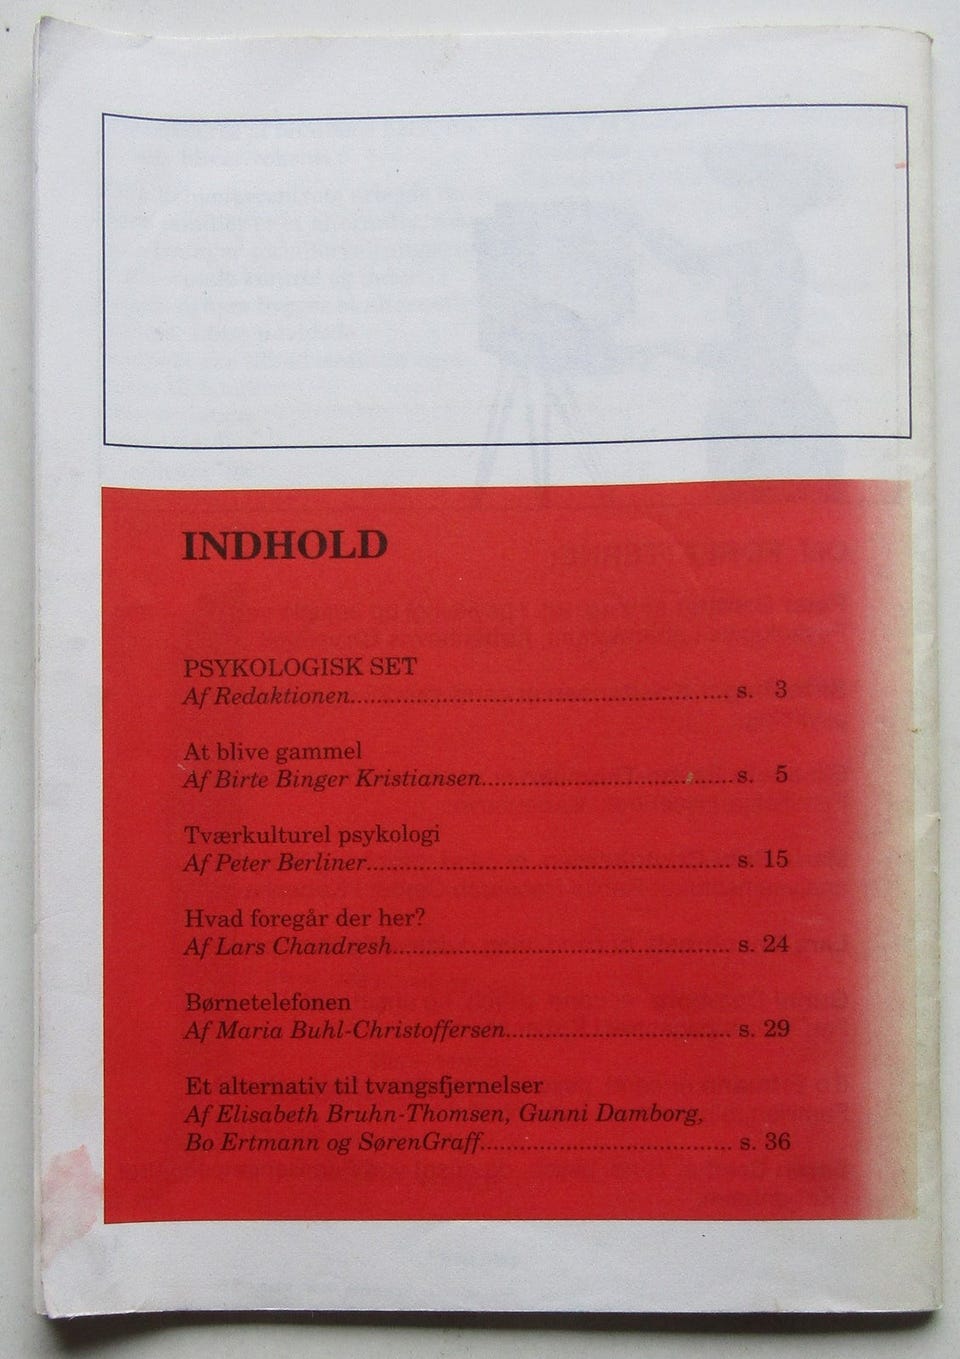 INDHOLD
PSYKOLOGISK SET
Af Redaktionen.......................................................... s. 3
At blive gammel
Af Birte Binger Kristiansen...................................... s. 5
Tværkulturel psykologi
Af Peter Berliner....................................................... s. 15
Hvad foregår der her?
Af Lars Chandresh................................................... s. 24
Børnetelefonen
Af Maria Buhl-Christoffersen.................................. s. 29
Et alternativ til tvangsfjernelser
Af Elisabeth Bruhn-Thomsen, Gunni Damborg,
Bo Ertmann og SørenGraff...................................... s. 36